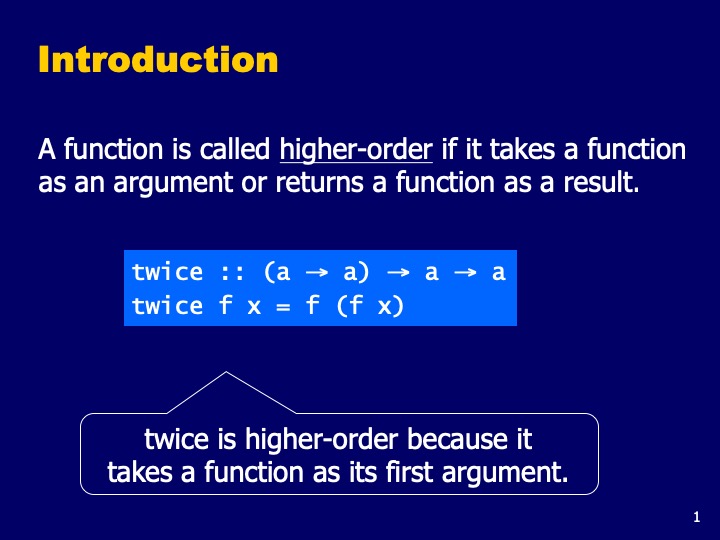 Introduction
A function is called higher-order if it takes a function
as an argument or returns a function as a result.
twice :: (a → a) → a → a
twice f x = f (f x)
twice is higher-order because it
takes a function as its first argument.
1